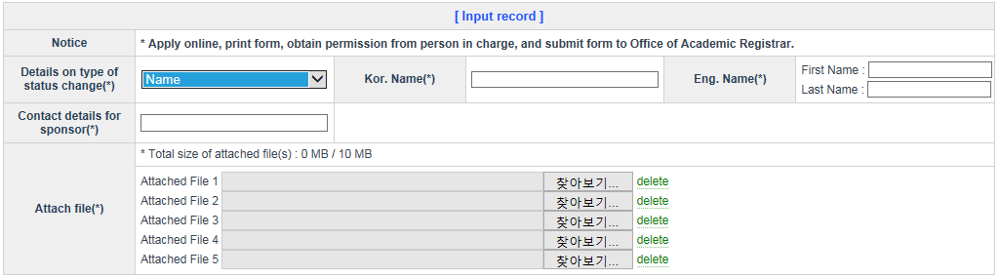 [ Input record ]
Notice
* Apply online, print form, obtain permission from person in charge, and submit form to Office of Academic Registrar.
Details on type of
status change(*)
Name
Kor. Name(*)
Eng. Name(*)
First Name :
Last Name :
Contact details for
sponsor(*)
Attach file(*)
* Total size of attached file(s) : 0 MB / 10 MB
Attached File 1 찾아보기... delete
Attached File 2 찾아보기... delete
Attached File 3 찾아보기... delete
Attached File 4 찾아보기... delete
Attached File 5 찾아보기... delete